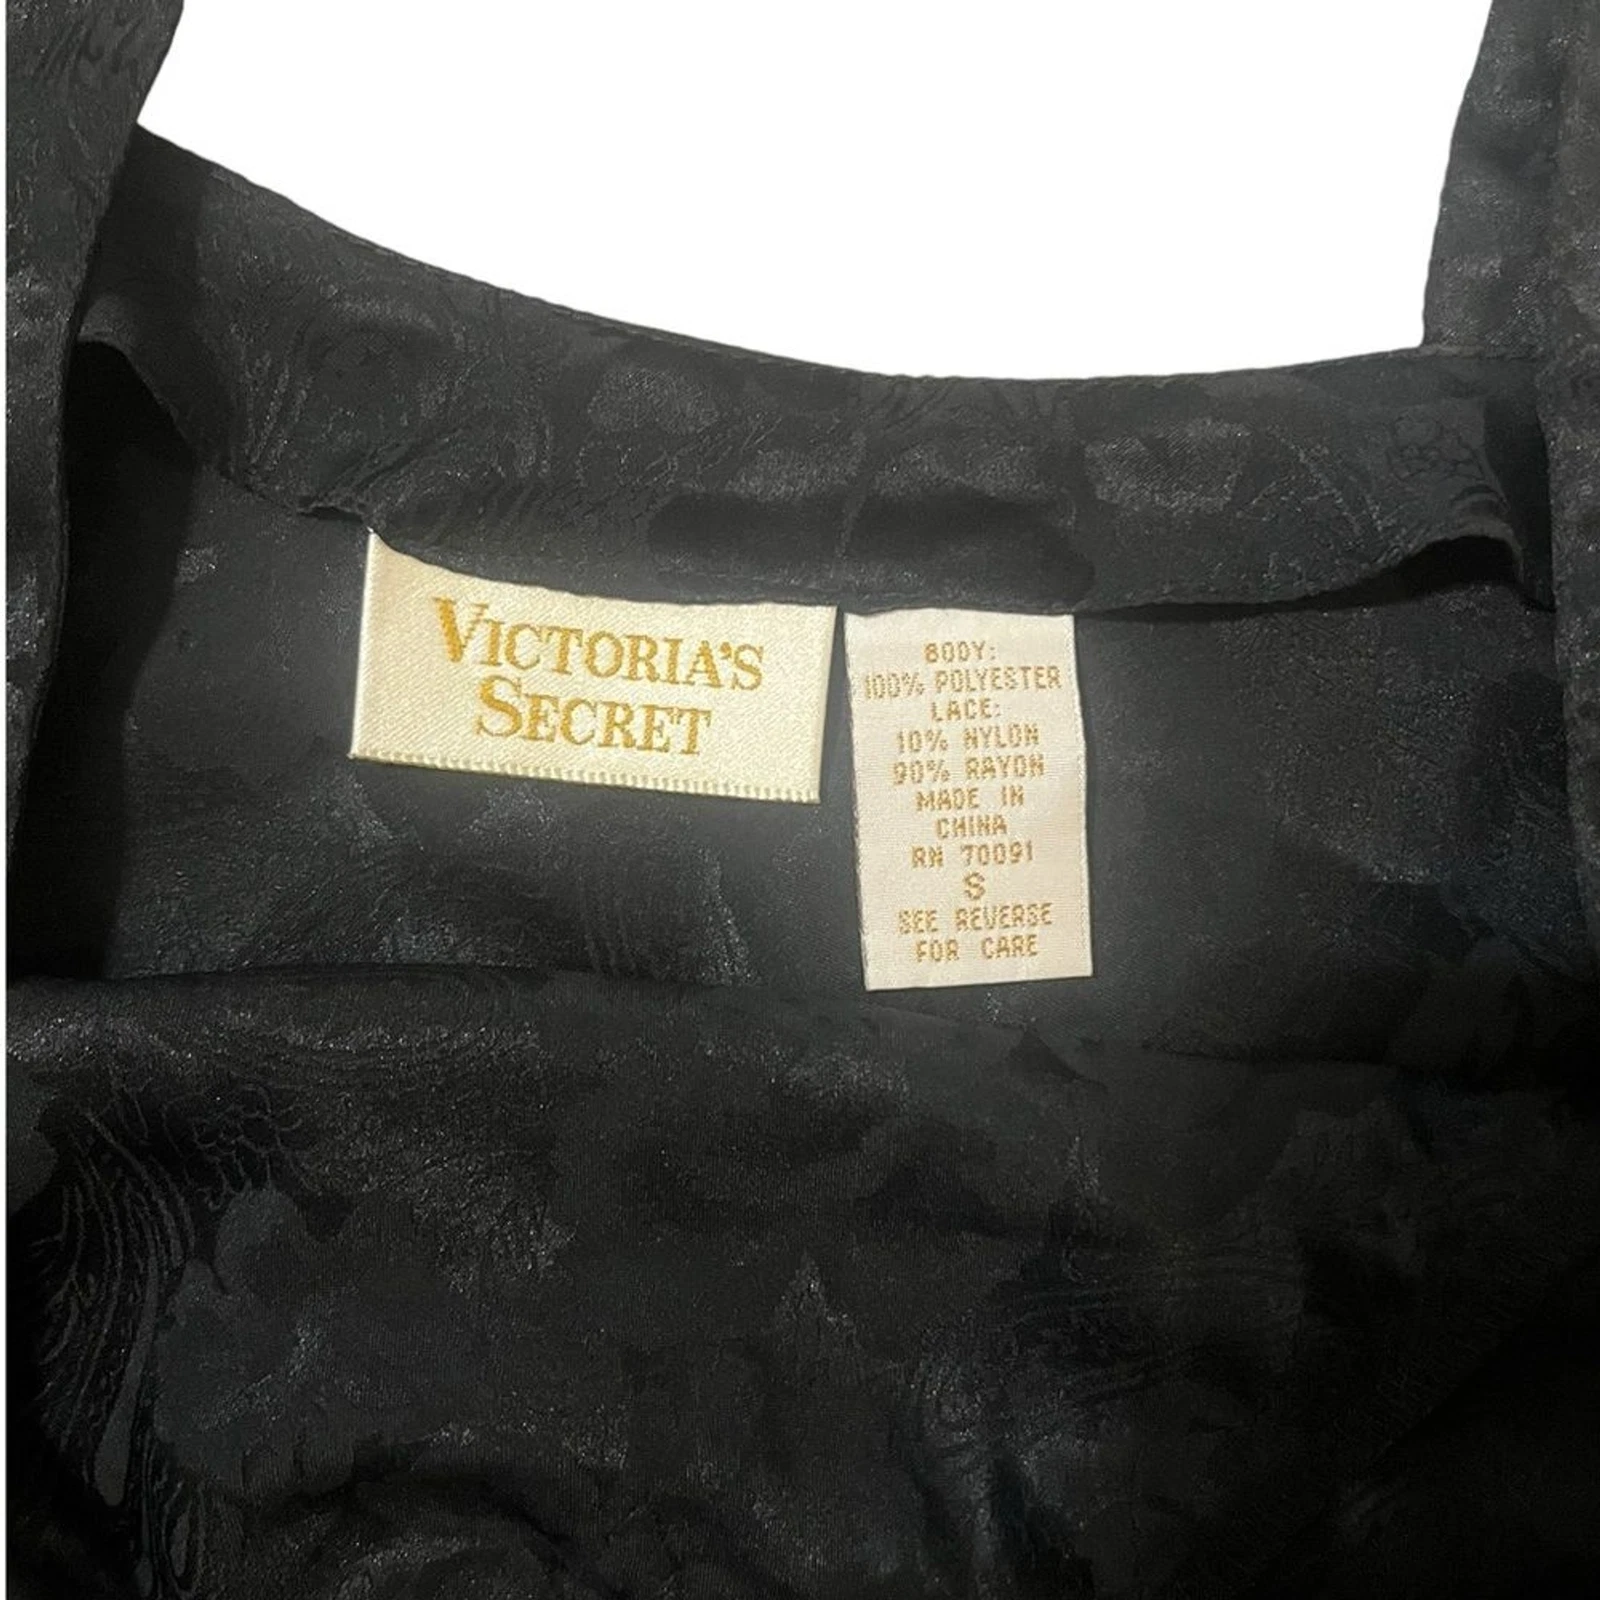 VICTORIA'S
SECRET
BODY:
100% POLYESTER
LACE:
10% NYLON
90% RAYON
MADE IN
CHINA
RN 70091
S
SEE REVERSE
FOR CARE